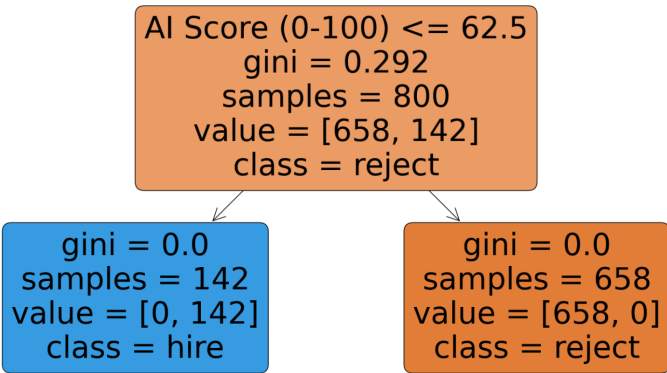 AI Score (0-100) <= 62.5
gini = 0.292
samples = 800
value = [658, 142]
class = reject
gini = 0.0
samples = 142
value = [0, 142]
class = hire
gini = 0.0
samples = 658
value = [658, 0]
class = reject